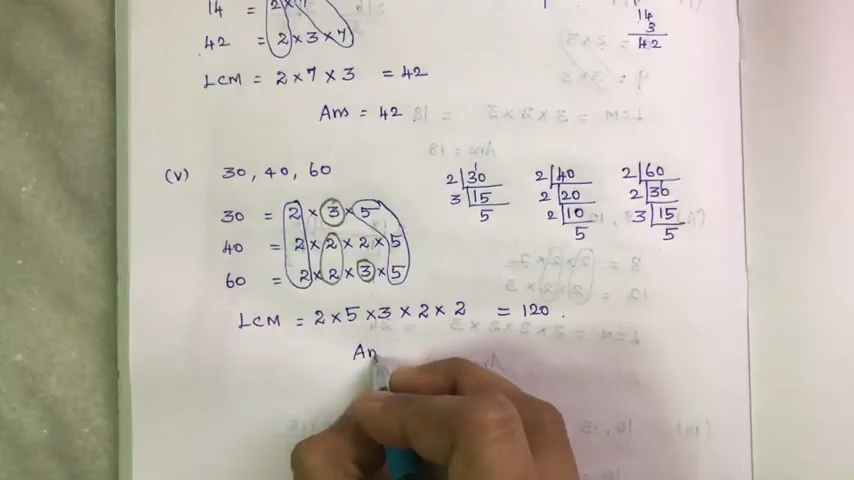 14 = 2 × 7
42 = 2 × 3 × 7
14
3
42
LCM = 2 × 7 × 3 = 42
Ans = 42
(v) 30, 40, 60
2 30
3 15
5
2 40
2 20
2 10
5
2 60
2 30
3 15
5
30 = 2 × 3 × 5
40 = 2 × 2 × 2 × 5
60 = 2 × 2 × 3 × 5
LCM = 2 × 5 × 3 × 2 × 2 = 120 .
An